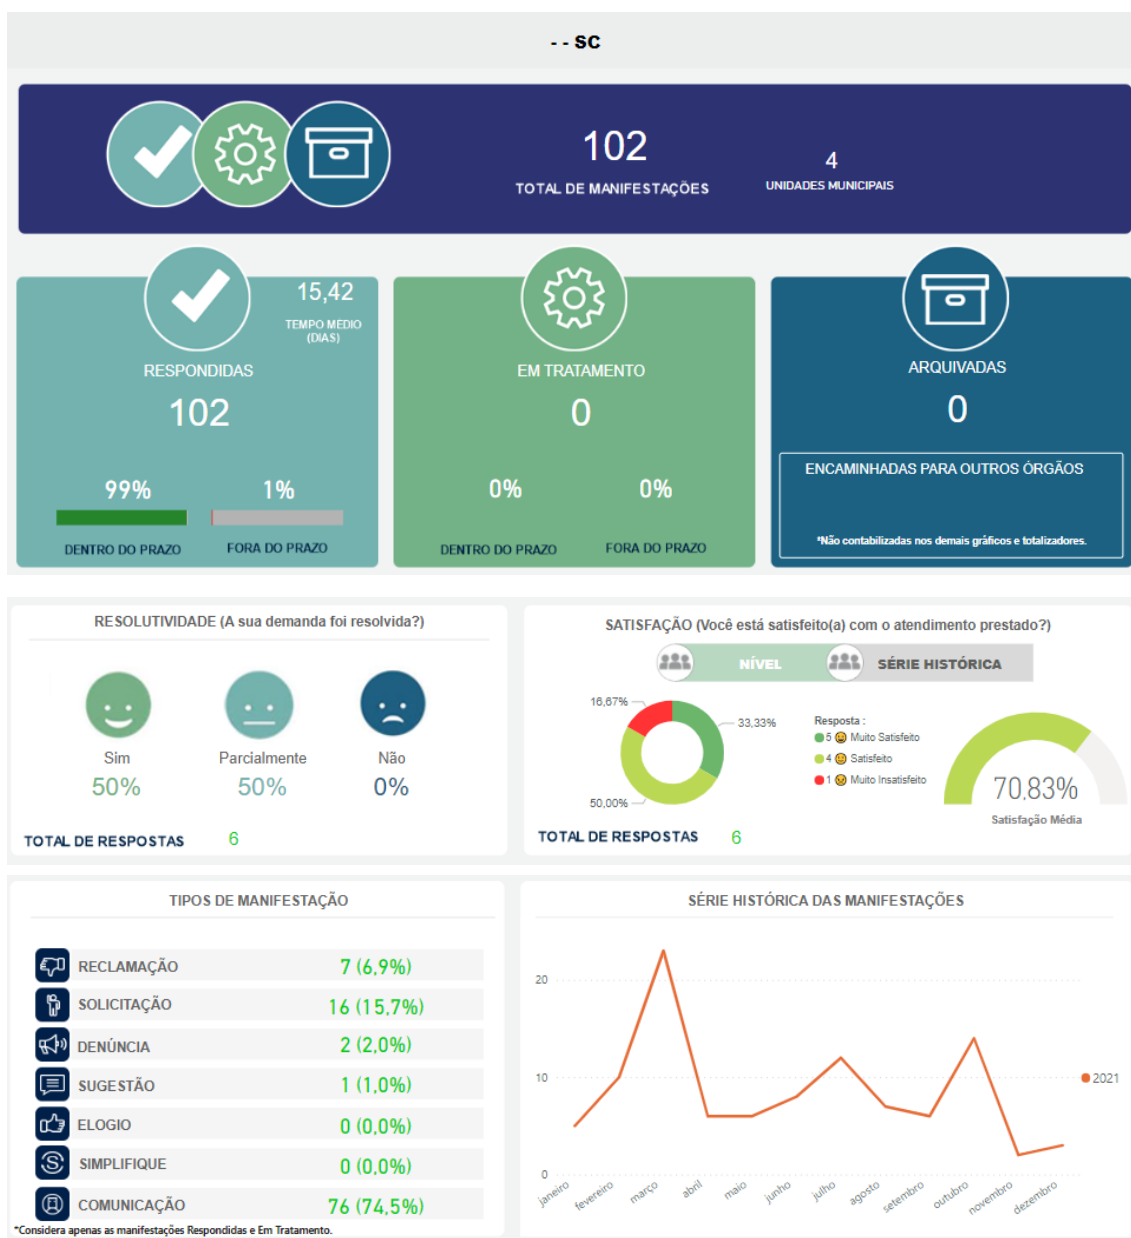 - - SC
102
TOTAL DE MANIFESTAÇÕES
4
UNIDADES MUNICIPAIS
15,42
TEMPO MÉDIO
(DIAS)
RESPONDIDAS
102
99%
1%
DENTRO DO PRAZO
FORA DO PRAZO
EM TRATAMENTO
0
0%
0%
DENTRO DO PRAZO
FORA DO PRAZO
ARQUIVADAS
0
ENCAMINHADAS PARA OUTROS ÓRGÃOS
*Não contabilizadas nos demais gráficos e totalizadores.
RESOLUTIVIDADE (A sua demanda foi resolvida?)
Sim
Parcialmente
Não
50%
50%
0%
TOTAL DE RESPOSTAS 6
SATISFAÇÃO (Você está satisfeito(a) com o atendimento prestado?)
NÍVEL
SÉRIE HISTÓRICA
16,67%
33,33%
50,00%
Resposta :
5 Muito Satisfeito
4 Satisfeito
1 Muito Insatisfeito
70,83%
Satisfação Média
TOTAL DE RESPOSTAS 6
TIPOS DE MANIFESTAÇÃO
RECLAMAÇÃO 7 (6,9%)
SOLICITAÇÃO 16 (15,7%)
DENÚNCIA 2 (2,0%)
SUGESTÃO 1 (1,0%)
ELOGIO 0 (0,0%)
SIMPLIFIQUE 0 (0,0%)
COMUNICAÇÃO 76 (74,5%)
*Considera apenas as manifestações Respondidas e Em Tratamento.
SÉRIE HISTÓRICA DAS MANIFESTAÇÕES
20
10
0
2021
janeiro
fevereiro
março
abril
maio
junho
julho
agosto
setembro
outubro
novembro
dezembro